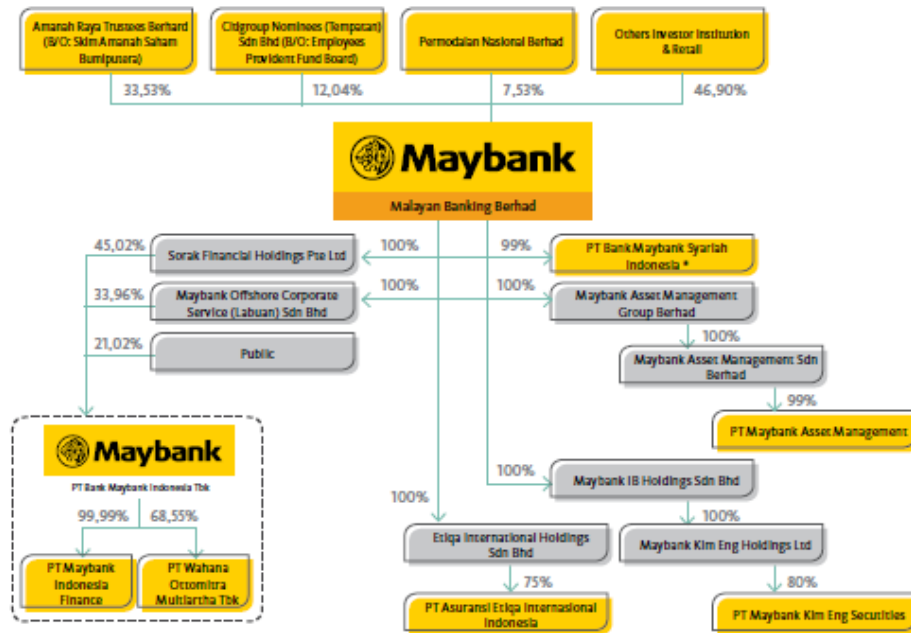 Amanah Raya Trustees Berhard
(B/O: Skim Amanah Saham
Bumiputera)
Citigroup Nominees (Tempatan)
Sdn Bhd (B/O: Employees
Provident Fund Board)
Permodalan Nasional Berhad
Others Investor Institution
& Retail
33,53%
12,04%
7,53%
46,90%
Maybank
Malayan Banking Berhad
45,02%
Sorak Financial Holdings Pte Ltd
100%
99%
PT Bank Maybank Syariah
Indonesia *
33,96%
Maybank Offshore Corporate
Service (Labuan) Sdn Bhd
100%
100%
Maybank Asset Management
Group Berhad
21,02%
Public
100%
Maybank Asset Management Sdn
Berhad
99%
PT Maybank Asset Management
Maybank
PT Bank Maybank Indonesia Tbk
99,99%
68,55%
PT Maybank
Indonesia
Finance
PT Wahana
Ottomitra
Multiartha Tbk
100%
Maybank IB Holdings Sdn Bhd
100%
Etiqa International Holdings
Sdn Bhd
100%
Maybank Kim Eng Holdings Ltd
75%
PT Asuransi Etiqa Internasional
Indonesia
80%
PT Maybank Kim Eng Securities